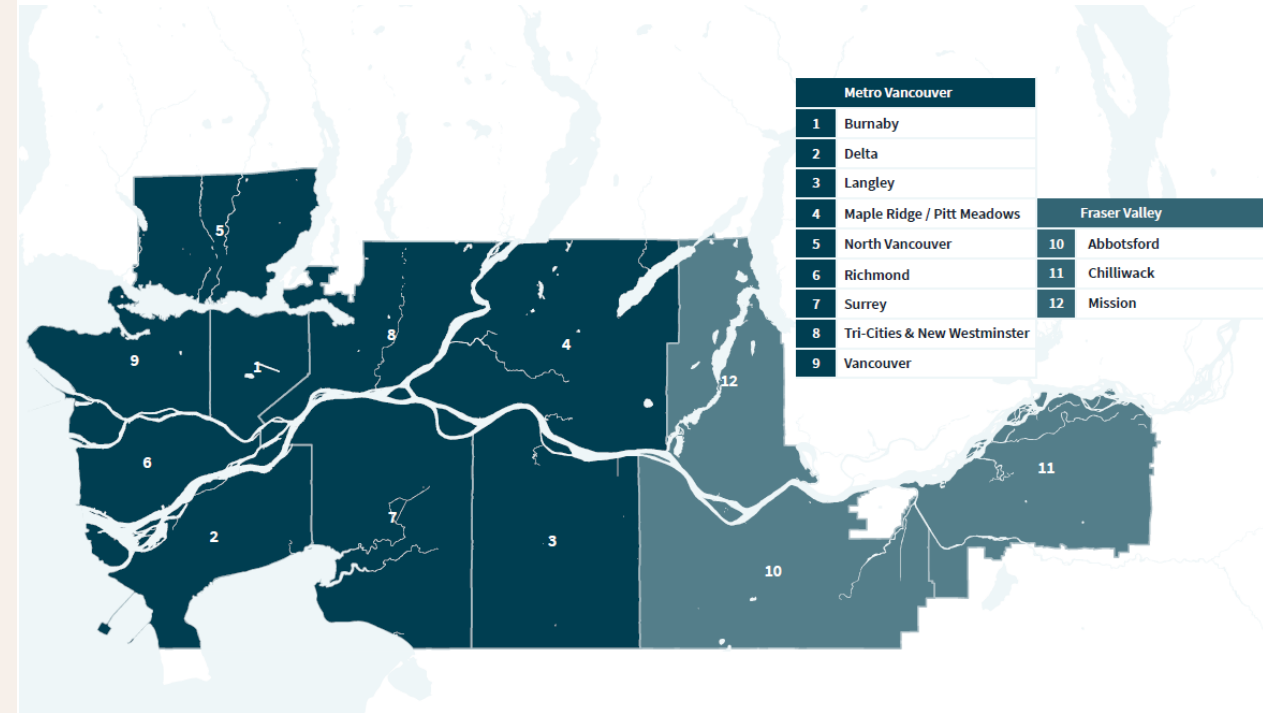 Metro Vancouver
1 Burnaby
2 Delta
3 Langley
4 Maple Ridge / Pitt Meadows
5 North Vancouver
6 Richmond
7 Surrey
8 Tri-Cities & New Westminster
9 Vancouver
Fraser Valley
10 Abbotsford
11 Chilliwack
12 Mission
5
8
4
9
1
12
6
11
7
2
3
10